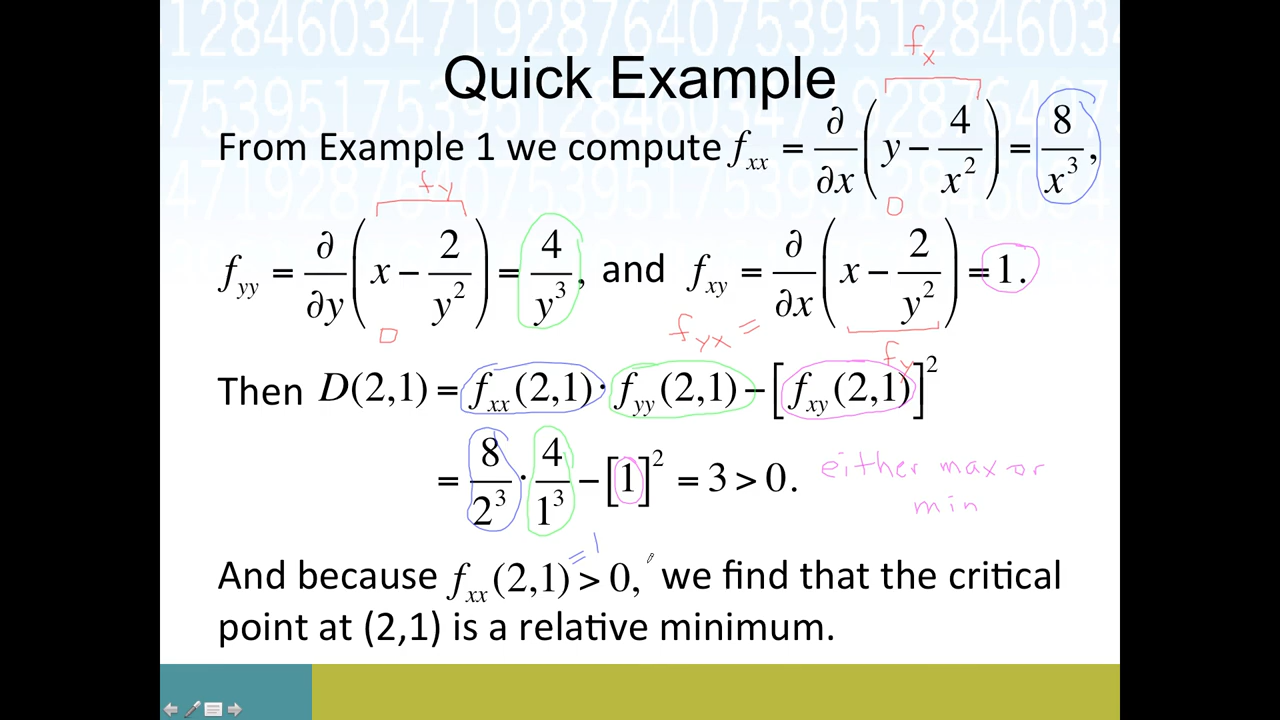 Quick Example
f_x
From Example 1 we compute f_xx = ∂/∂x ( y − 4/x² ) = 8/x³,
f_y
0
f_yy = ∂/∂y ( x − 2/y² ) = 4/y³, and f_xy = ∂/∂x ( x − 2/y² ) = 1.
0
f_yx =
f_y
Then D(2,1) = f_xx(2,1) · f_yy(2,1) − [ f_xy(2,1) ]²
= 8/2³ · 4/1³ − [1]² = 3 > 0. either max or
min
= 1
And because f_xx(2,1) > 0, we find that the critical
point at (2,1) is a relative minimum.